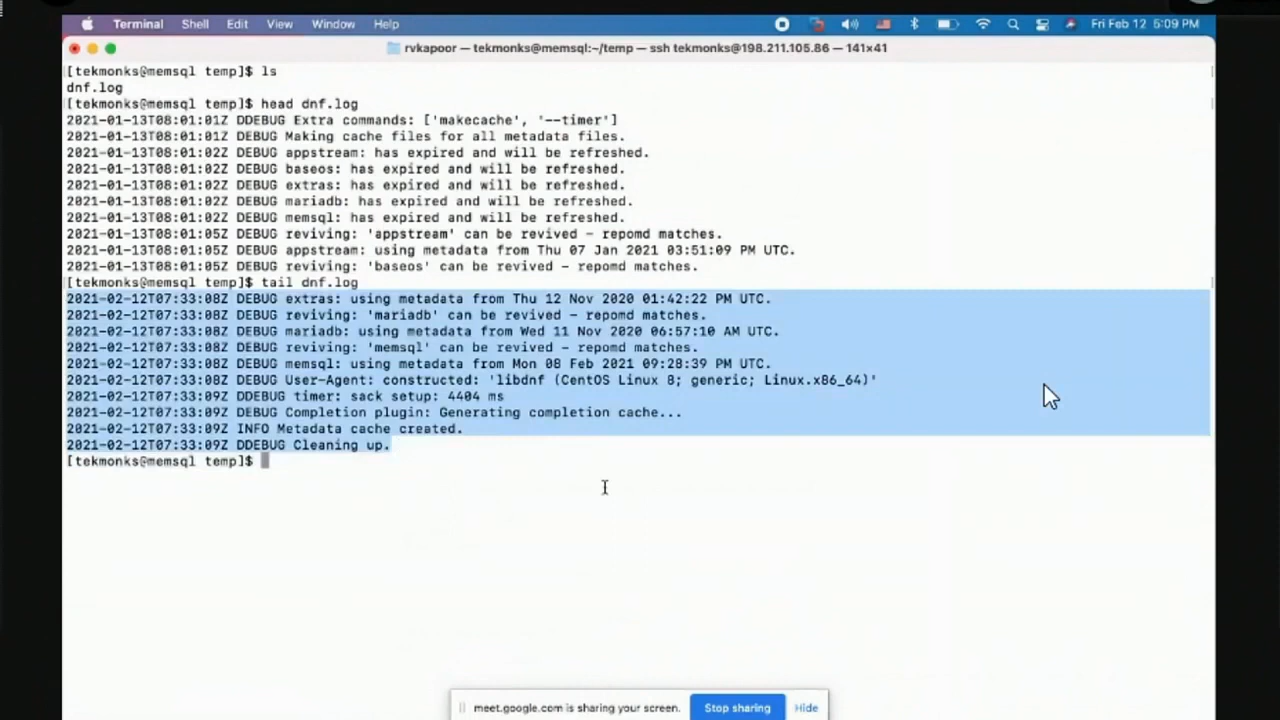 Terminal Shell Edit View Window Help Fri Feb 12 5:09 PM
rvkapoor — tekmonks@memsql:~/temp — ssh tekmonks@198.211.105.86 — 141×41
[tekmonks@memsql temp]$ ls
dnf.log
[tekmonks@memsql temp]$ head dnf.log
2021-01-13T08:01:01Z DDEBUG Extra commands: ['makecache', '--timer']
2021-01-13T08:01:01Z DEBUG Making cache files for all metadata files.
2021-01-13T08:01:02Z DEBUG appstream: has expired and will be refreshed.
2021-01-13T08:01:02Z DEBUG baseos: has expired and will be refreshed.
2021-01-13T08:01:02Z DEBUG extras: has expired and will be refreshed.
2021-01-13T08:01:02Z DEBUG mariadb: has expired and will be refreshed.
2021-01-13T08:01:02Z DEBUG memsql: has expired and will be refreshed.
2021-01-13T08:01:05Z DEBUG reviving: 'appstream' can be revived - repomd matches.
2021-01-13T08:01:05Z DEBUG appstream: using metadata from Thu 07 Jan 2021 03:51:09 PM UTC.
2021-01-13T08:01:05Z DEBUG reviving: 'baseos' can be revived - repomd matches.
[tekmonks@memsql temp]$ tail dnf.log
2021-02-12T07:33:08Z DEBUG extras: using metadata from Thu 12 Nov 2020 01:42:22 PM UTC.
2021-02-12T07:33:08Z DEBUG reviving: 'mariadb' can be revived - repomd matches.
2021-02-12T07:33:08Z DEBUG mariadb: using metadata from Wed 11 Nov 2020 06:57:10 AM UTC.
2021-02-12T07:33:08Z DEBUG reviving: 'memsql' can be revived - repomd matches.
2021-02-12T07:33:08Z DEBUG memsql: using metadata from Mon 08 Feb 2021 09:28:39 PM UTC.
2021-02-12T07:33:08Z DEBUG User-Agent: constructed: 'libdnf (CentOS Linux 8; generic; Linux.x86_64)'
2021-02-12T07:33:09Z DDEBUG timer: sack setup: 4404 ms
2021-02-12T07:33:09Z DEBUG Completion plugin: Generating completion cache...
2021-02-12T07:33:09Z INFO Metadata cache created.
2021-02-12T07:33:09Z DDEBUG Cleaning up.
[tekmonks@memsql temp]$
meet.google.com is sharing your screen. Stop sharing Hide